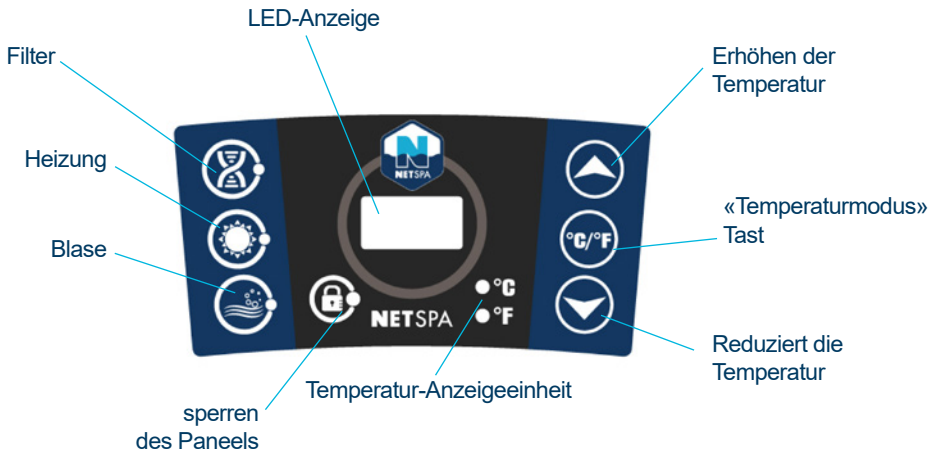 LED-Anzeige
Filter
Erhöhen der
Temperatur
N
NETSPA
Heizung
«Temperaturmodus»
Tast
°C/°F
Blase
°C
NETSPA
°F
Reduziert die
Temperatur
Temperatur-Anzeigeeinheit
sperren
des Paneels